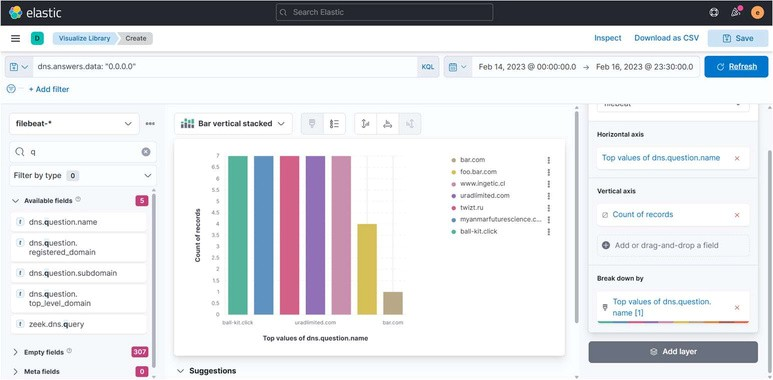 elastic
Search Elastic
e
D
Visualize Library
Create
Inspect
Download as CSV
Save
dns.answers.data: "0.0.0.0"
KQL
Feb 14, 2023 @ 00:00:00.0
Feb 16, 2023 @ 23:30:00.0
Refresh
+ Add filter
filebeat-*
q
Filter by type 0
Available fields 5
dns.question.name
dns.question.
registered_domain
dns.question.subdomain
dns.question.
top_level_domain
zeek.dns.query
Empty fields 307
Meta fields 0
Bar vertical stacked
Count of records
7
6.5
6
5.5
5
4.5
4
3.5
3
2.5
2
1.5
1
0.5
0
ball-kit.click
uradlimited.com
bar.com
Top values of dns.question.name
bar.com
foo.bar.com
www.ingetic.cl
uradlimited.com
twizt.ru
myanmarfuturescience.c...
ball-kit.click
Suggestions
Horizontal axis
Top values of dns.question.name
Vertical axis
Count of records
Add or drag-and-drop a field
Break down by
Top values of dns.question.
name [1]
Add layer